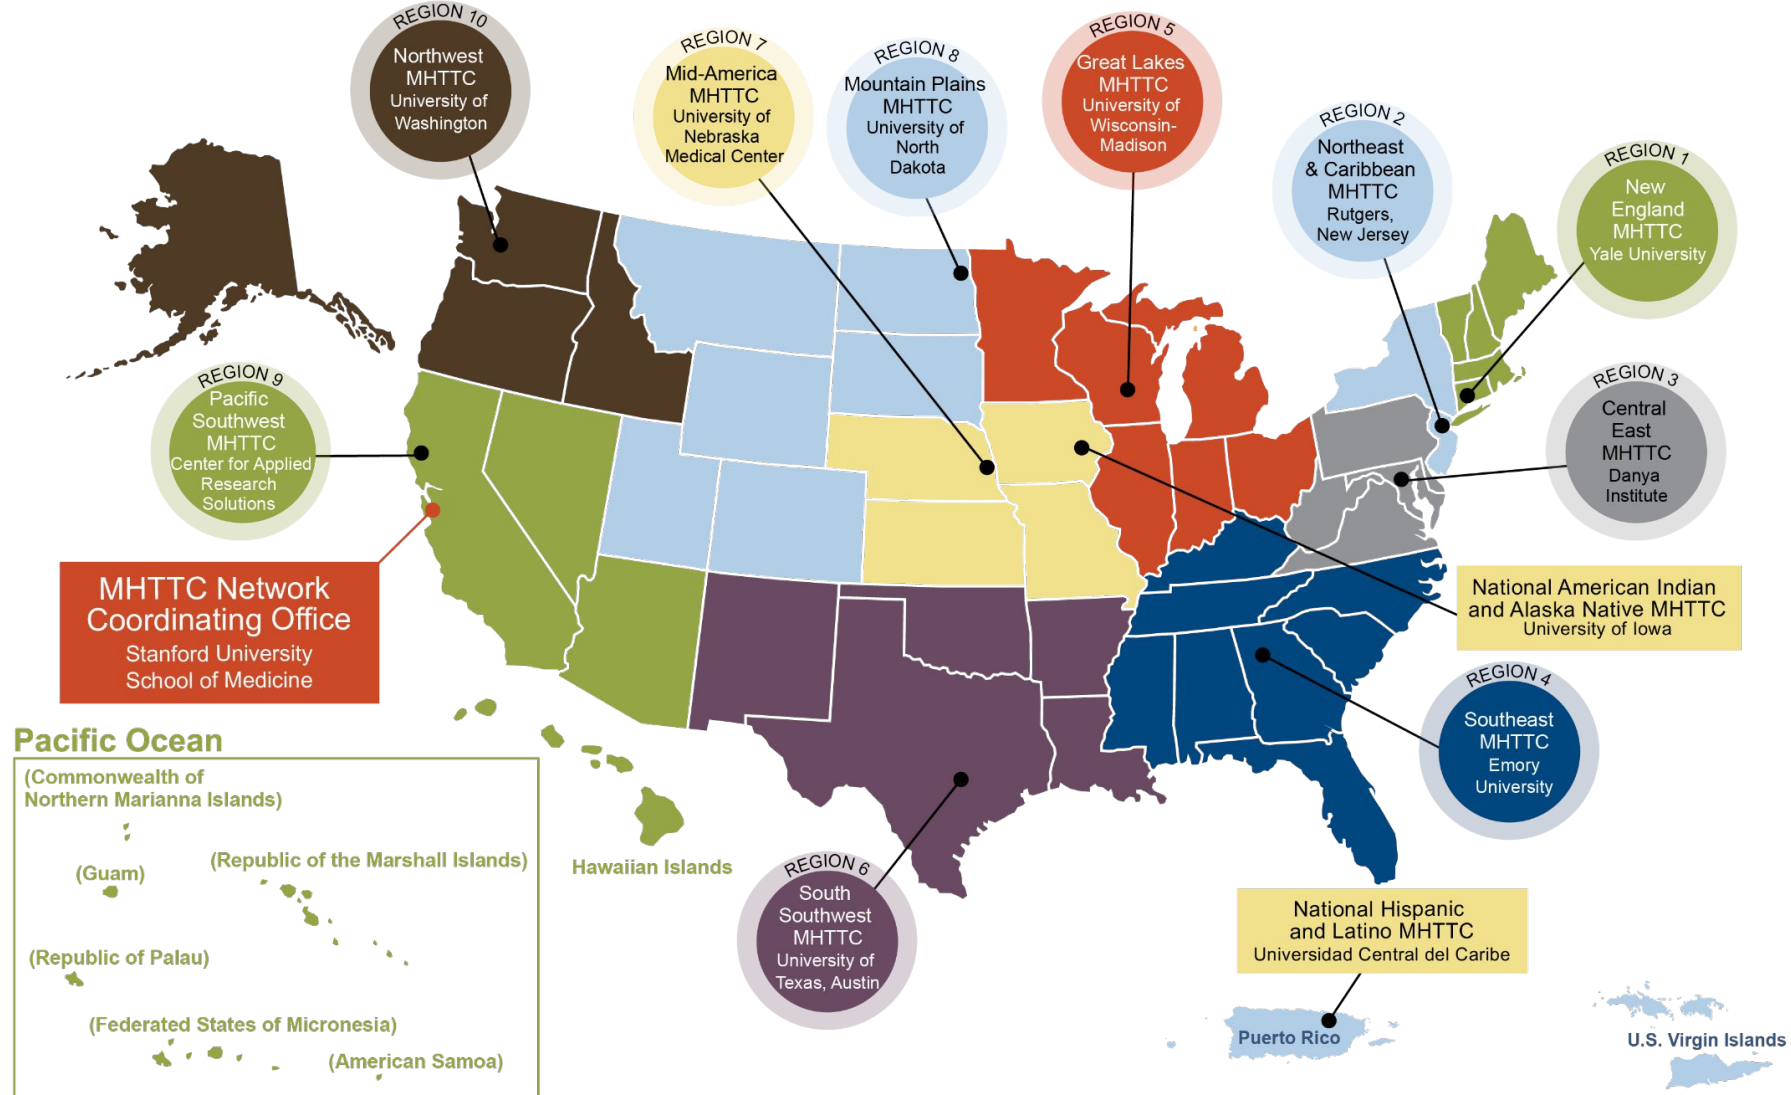 REGION 10
Northwest
MHTTC
University of
Washington
REGION 7
Mid-America
MHTTC
University of
Nebraska
Medical Center
REGION 8
Mountain Plains
MHTTC
University of
North
Dakota
REGION 5
Great Lakes
MHTTC
University of
Wisconsin-
Madison
REGION 2
Northeast
& Caribbean
MHTTC
Rutgers,
New Jersey
REGION 1
New
England
MHTTC
Yale University
REGION 9
Pacific
Southwest
MHTTC
Center for Applied
Research
Solutions
REGION 3
Central
East
MHTTC
Danya
Institute
MHTTC Network
Coordinating Office
Stanford University
School of Medicine
National American Indian
and Alaska Native MHTTC
University of Iowa
REGION 4
Southeast
MHTTC
Emory
University
Pacific Ocean
(Commonwealth of
Northern Marianna Islands)
(Guam)
(Republic of the Marshall Islands)
(Republic of Palau)
(Federated States of Micronesia)
(American Samoa)
Hawaiian Islands
REGION 6
South
Southwest
MHTTC
University of
Texas, Austin
National Hispanic
and Latino MHTTC
Universidad Central del Caribe
Puerto Rico
U.S. Virgin Islands